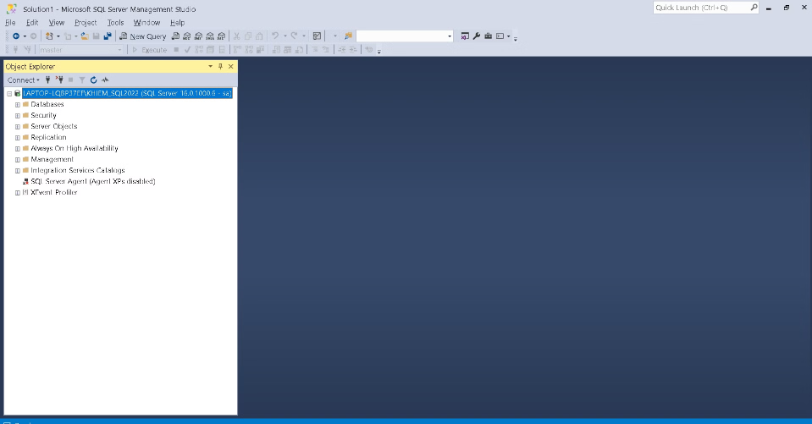 Solution1 - Microsoft SQL Server Management Studio
Quick Launch (Ctrl+Q)
File Edit View Project Tools Window Help
New Query
master
Execute
Object Explorer
Connect
LAPTOP-LQ8P37EF\KHIEM_SQL2022 (SQL Server 16.0.1000.6 - sa)
Databases
Security
Server Objects
Replication
Always On High Availability
Management
Integration Services Catalogs
SQL Server Agent (Agent XPs disabled)
XEvent Profiler